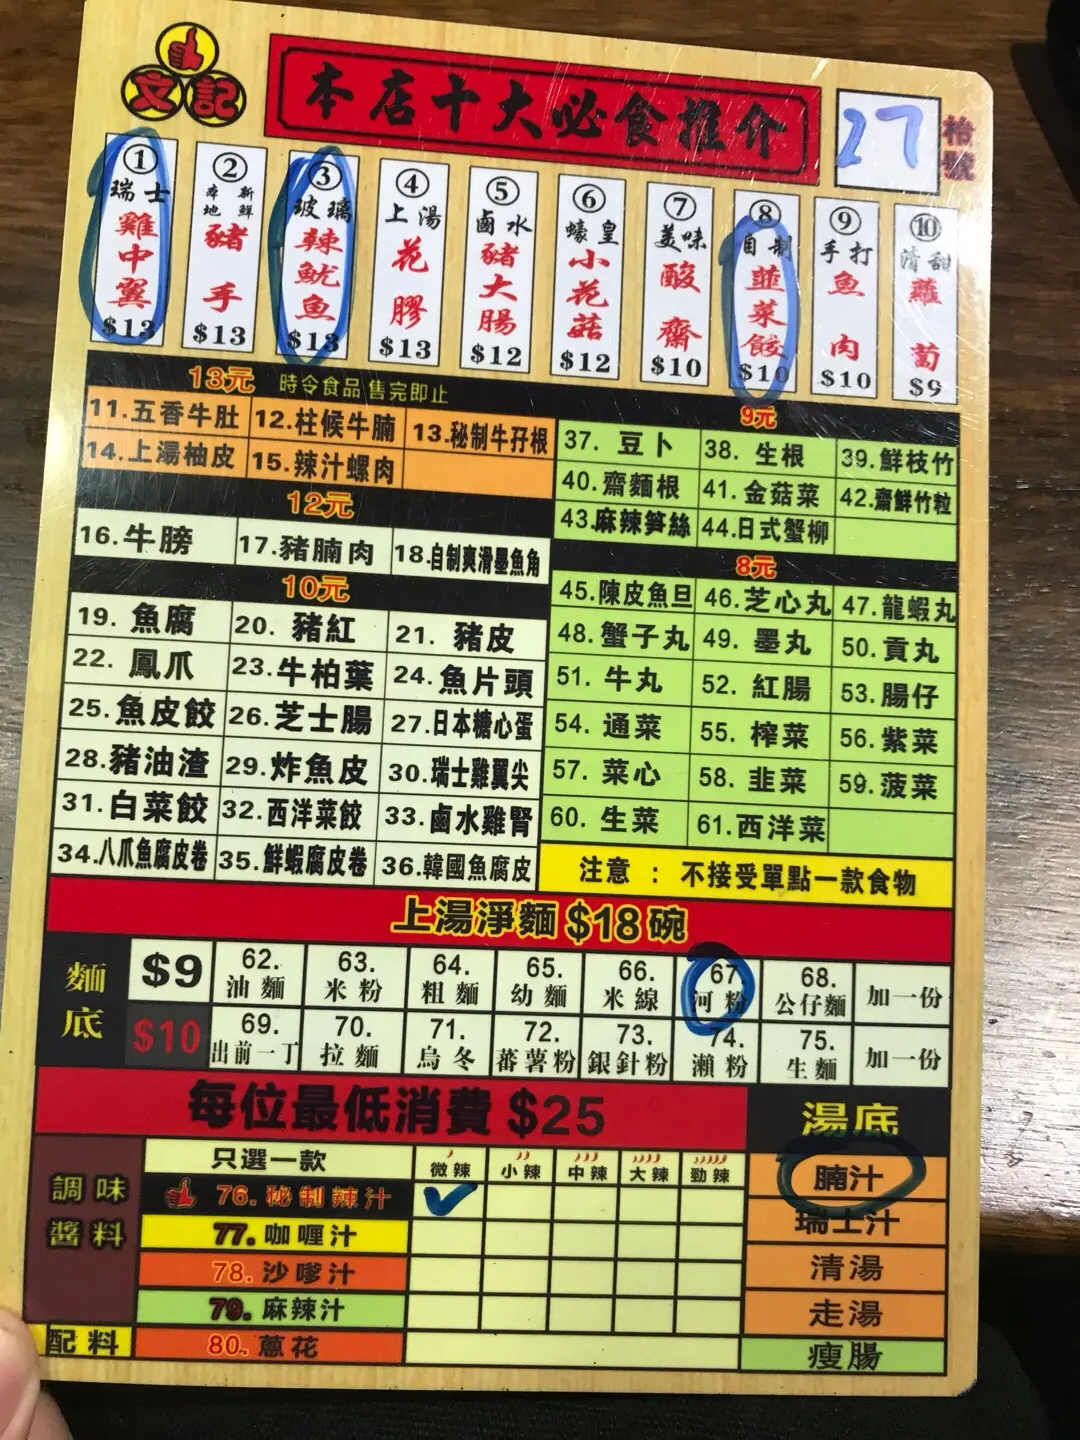 文記
本店十大必食推介
27
枱號
① 瑞士 雞中翼 $13
② 本地新鮮 豬手 $13
③ 玻璃 辣魷魚 $13
④ 上湯 花膠 $13
⑤ 鹵水 豬大腸 $12
⑥ 蠔皇 小花菇 $12
⑦ 美味 酸齋 $10
⑧ 自制 韮菜餃 $10
⑨ 手打 魚肉 $10
⑩ 清甜 蘿蔔 $9
13元 時令食品 售完即止
11.五香牛肚 12.柱候牛腩 13.秘制牛孖根
14.上湯柚皮 15.辣汁螺肉
12元
16.牛膀 17.豬腩肉 18.自制爽滑墨魚角
10元
19. 魚腐 20. 豬紅 21. 豬皮
22. 鳳爪 23.牛柏葉 24.魚片頭
25.魚皮餃 26.芝士腸 27.日本糖心蛋
28.豬油渣 29.炸魚皮 30.瑞士雞翼尖
31.白菜餃 32.西洋菜餃 33.鹵水雞腎
34.八爪魚腐皮卷 35.鮮蝦腐皮卷 36.韓國魚腐皮
9元
37. 豆卜 38. 生根 39.鮮枝竹
40.齋麵根 41.金菇菜 42.齋鮮竹粒
43.麻辣笋絲 44.日式蟹柳
8元
45.陳皮魚旦 46.芝心丸 47.龍蝦丸
48.蟹子丸 49. 墨丸 50.貢丸
51. 牛丸 52. 紅腸 53.腸仔
54. 通菜 55. 榨菜 56.紫菜
57. 菜心 58. 韭菜 59.菠菜
60. 生菜 61.西洋菜
注意 : 不接受單點一款食物
上湯淨麵 $18碗
麵底
$9 62.油麵 63.米粉 64.粗麵 65.幼麵 66.米線 67.河粉 68.公仔麵 加一份
$10 69.出前一丁 70.拉麵 71.烏冬 72.蕃薯粉 73.銀針粉 74.瀨粉 75.生麵 加一份
每位最低消費 $25
調味醬料
只選一款 微辣 小辣 中辣 大辣 勁辣
76.秘制辣汁 ✓
77.咖喱汁
78.沙嗲汁
79.麻辣汁
配料 80.蔥花
湯底
腩汁
瑞士汁
清湯
走湯
瘦腸